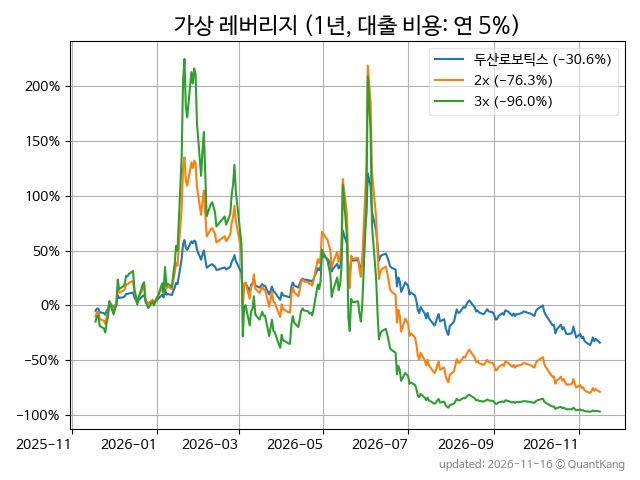 가상 레버리지 (1년, 대출 비용: 연 5%)
두산로보틱스 (-30.6%)
2x (-76.3%)
3x (-96.0%)
200%
150%
100%
50%
0%
-50%
-100%
2025-11 2026-01 2026-03 2026-05 2026-07 2026-09 2026-11
updated: 2026-11-16 © QuantKang